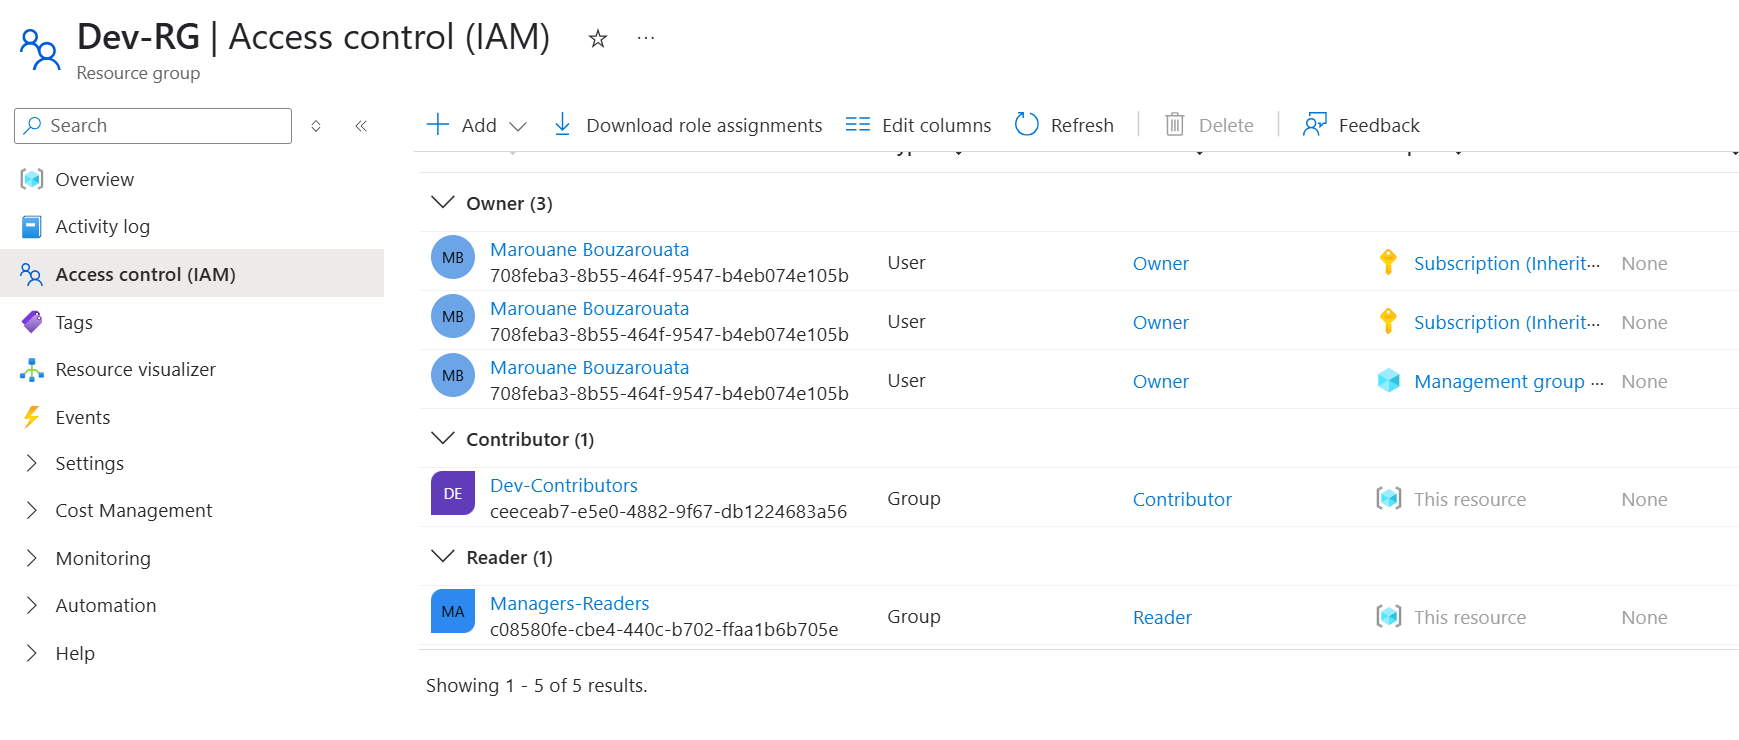 Dev-RG | Access control (IAM) ☆ ···
Resource group
Search
Add
Download role assignments
Edit columns
Refresh
Delete
Feedback
Overview
Activity log
Access control (IAM)
Tags
Resource visualizer
Events
Settings
Cost Management
Monitoring
Automation
Help
Owner (3)
MB Marouane Bouzarouata
708feba3-8b55-464f-9547-b4eb074e105b
User Owner Subscription (Inherit··· None
MB Marouane Bouzarouata
708feba3-8b55-464f-9547-b4eb074e105b
User Owner Subscription (Inherit··· None
MB Marouane Bouzarouata
708feba3-8b55-464f-9547-b4eb074e105b
User Owner Management group ··· None
Contributor (1)
DE Dev-Contributors
ceeceab7-e5e0-4882-9f67-db1224683a56
Group Contributor This resource None
Reader (1)
MA Managers-Readers
c08580fe-cbe4-440c-b702-ffaa1b6b705e
Group Reader This resource None
Showing 1 - 5 of 5 results.